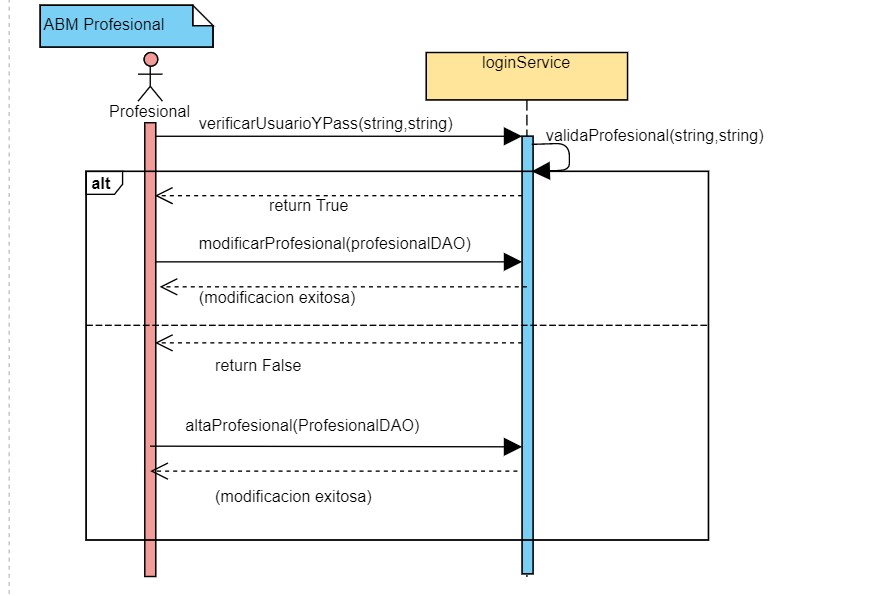 ABM Profesional
loginService
Profesional
verificarUsuarioYPass(string,string)
validaProfesional(string,string)
alt
return True
modificarProfesional(profesionalDAO)
(modificacion exitosa)
return False
altaProfesional(ProfesionalDAO)
(modificacion exitosa)